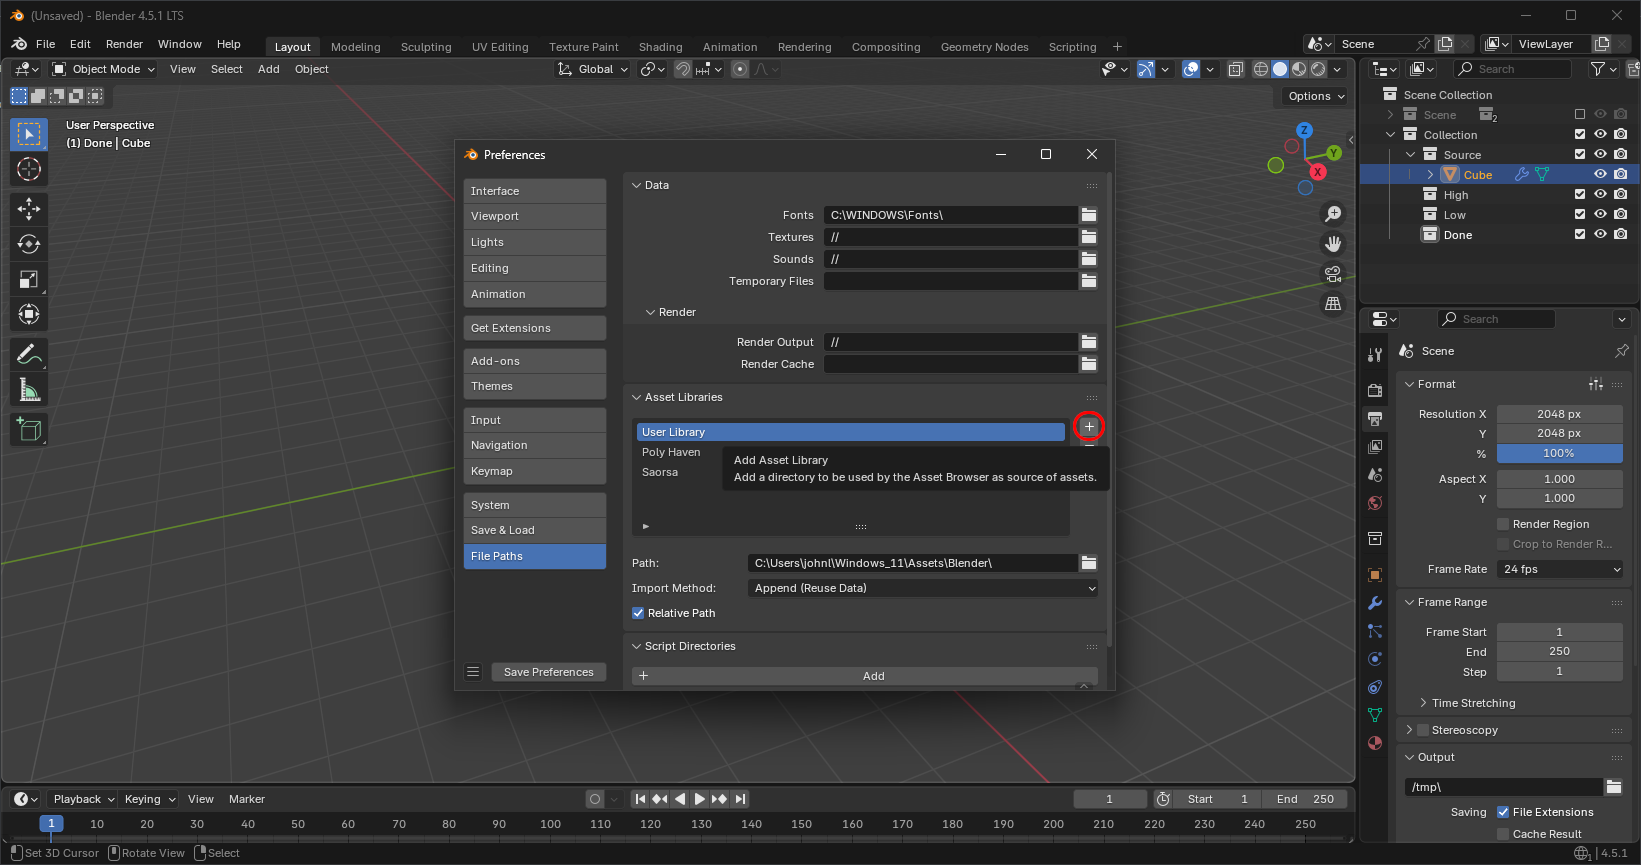 (Unsaved) - Blender 4.5.1 LTS
File Edit Render Window Help Layout Modeling Sculpting UV Editing Texture Paint Shading Animation Rendering Compositing Geometry Nodes Scripting + Scene ViewLayer
Object Mode View Select Add Object Global Search
Options
User Perspective
(1) Done | Cube
Z
Y
X
Scene Collection
Scene 2
Collection
Source
Cube
High
Low
Done
Preferences
Interface
Viewport
Lights
Editing
Animation
Get Extensions
Add-ons
Themes
Input
Navigation
Keymap
System
Save & Load
File Paths
Save Preferences
Data
Fonts C:\WINDOWS\Fonts\
Textures //
Sounds //
Temporary Files
Render
Render Output //
Render Cache
Asset Libraries
User Library
Poly Haven
Saorsa
Add Asset Library
Add a directory to be used by the Asset Browser as source of assets.
Path: C:\Users\johnl\Windows_11\Assets\Blender\
Import Method: Append (Reuse Data)
Relative Path
Script Directories
+ Add
Search
Scene
Format
Resolution X 2048 px
Y 2048 px
% 100%
Aspect X 1.000
Y 1.000
Render Region
Crop to Render R...
Frame Rate 24 fps
Frame Range
Frame Start 1
End 250
Step 1
Time Stretching
Stereoscopy
Output
/tmp\
Saving File Extensions
Cache Result
Playback Keying View Marker 1 Start 1 End 250
1 10 20 30 40 50 60 70 80 90 100 110 120 130 140 150 160 170 180 190 200 210 220 230 240 250
Set 3D Cursor Rotate View Select 1 | 4.5.1